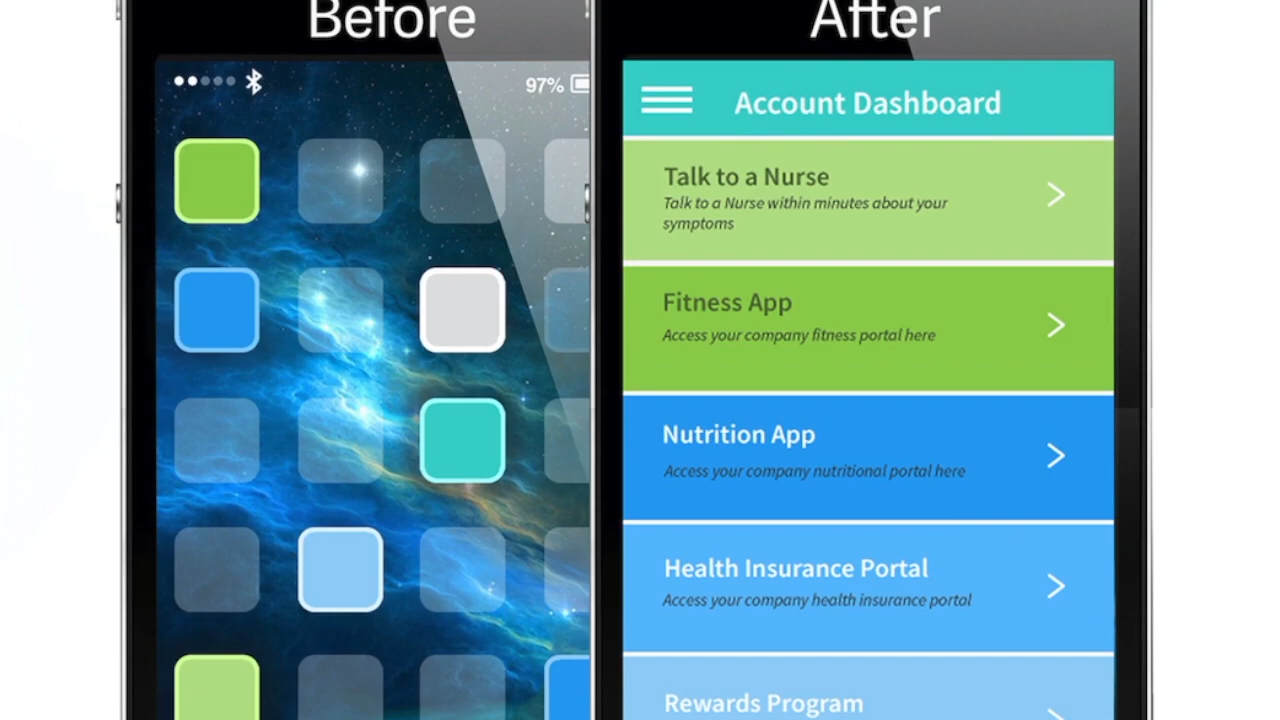 Before
After
97%
Account Dashboard
Talk to a Nurse
Talk to a Nurse within minutes about your
symptoms
Fitness App
Access your company fitness portal here
Nutrition App
Access your company nutritional portal here
Health Insurance Portal
Access your company health insurance portal
Rewards Program